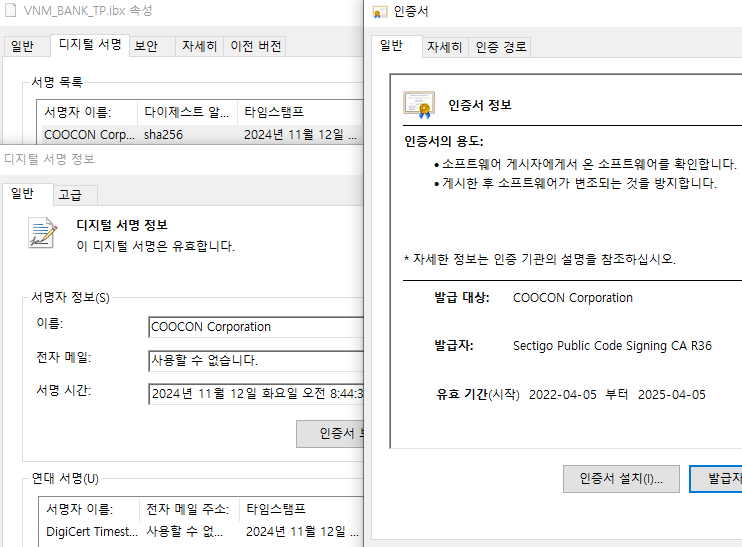 VNM_BANK_TP.ibx 속성
일반 디지털 서명 보안 자세히 이전 버전
서명 목록
서명자 이름: 다이제스트 알... 타임스탬프
COOCON Corp... sha256 2024년 11월 12일 ...
디지털 서명 정보
일반 고급
디지털 서명 정보
이 디지털 서명은 유효합니다.
서명자 정보(S)
이름: COOCON Corporation
전자 메일: 사용할 수 없습니다.
서명 시간: 2024년 11월 12일 화요일 오전 8:44:3
인증서 보
연대 서명(U)
서명자 이름: 전자 메일 주소: 타임스탬프
DigiCert Timest... 사용할 수 없... 2024년 11월 12일 ...
인증서
일반 자세히 인증 경로
인증서 정보
인증서의 용도:
• 소프트웨어 게시자에게서 온 소프트웨어를 확인합니다.
• 게시한 후 소프트웨어가 변조되는 것을 방지합니다.
* 자세한 정보는 인증 기관의 설명을 참조하십시오.
발급 대상: COOCON Corporation
발급자: Sectigo Public Code Signing CA R36
유효 기간(시작) 2022-04-05 부터 2025-04-05
인증서 설치(I)... 발급자